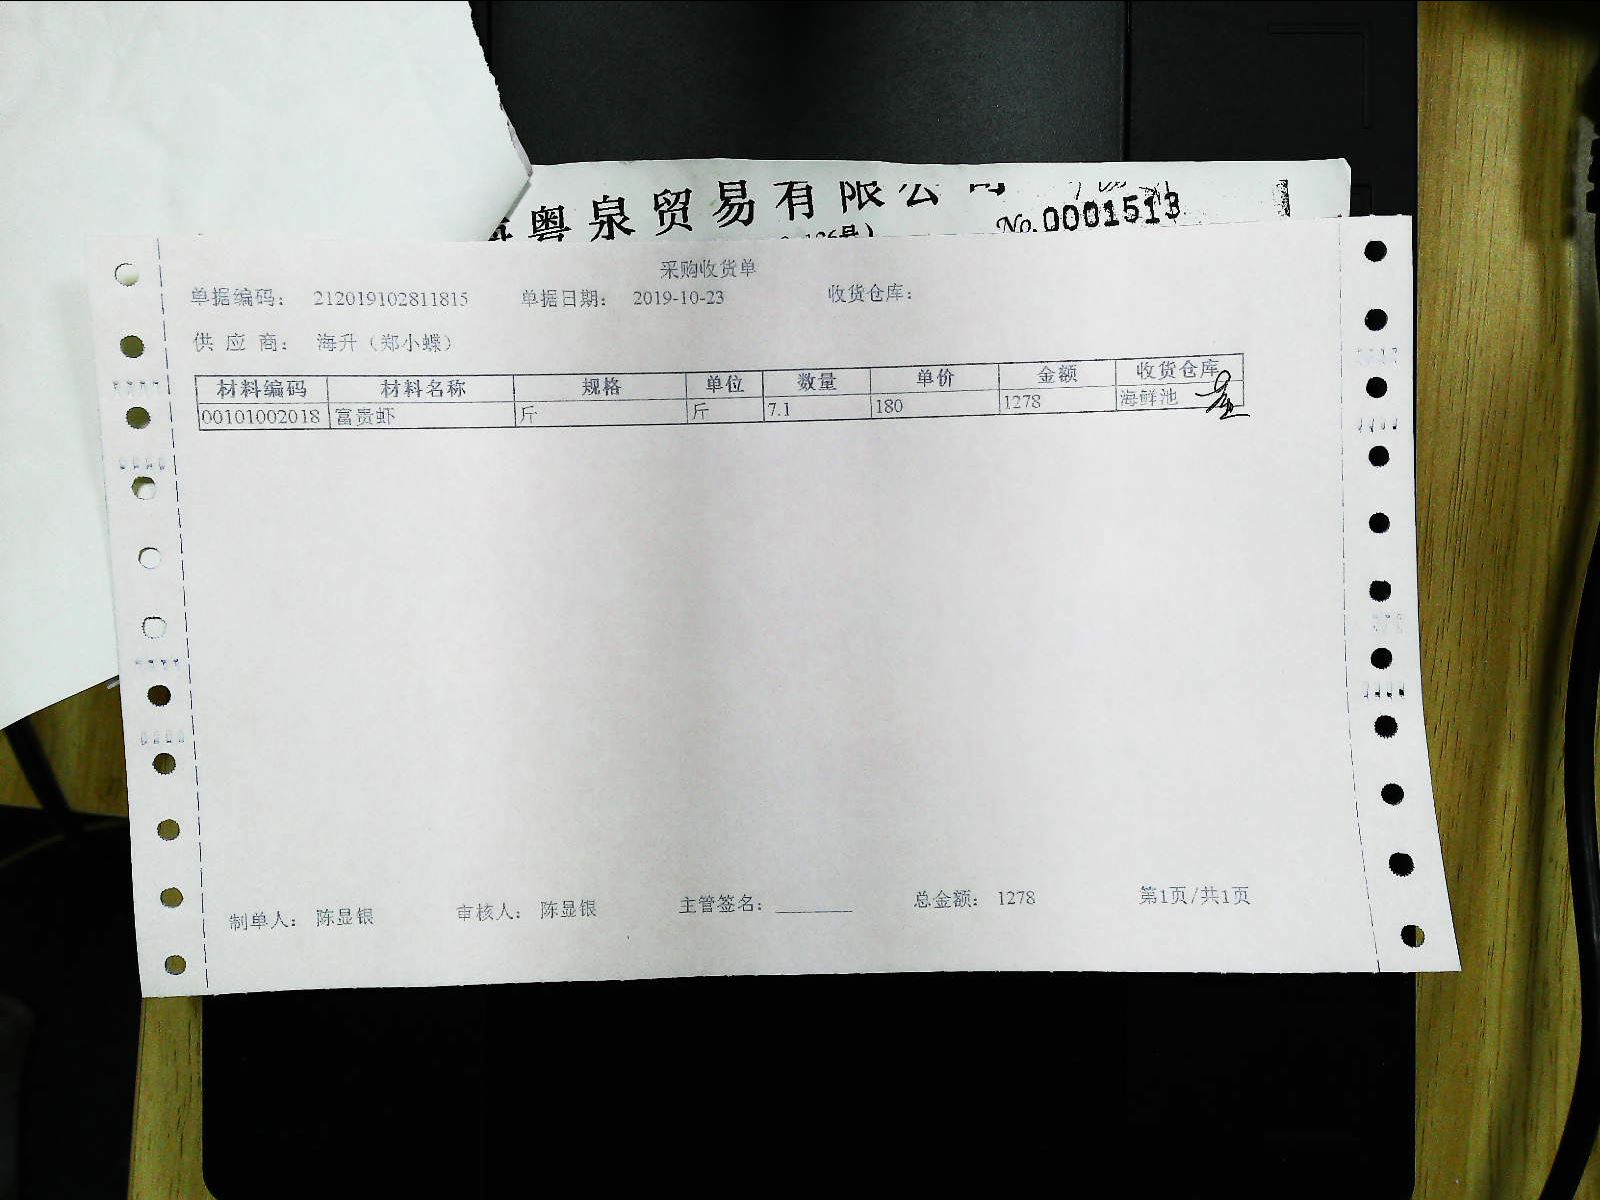 粤泉贸易有限公司
No.0001513
采购收货单
单据编码： 212019102811815 单据日期： 2019-10-23 收货仓库：
供 应 商： 海升（郑小蝶）
材料编码 材料名称 规格 单位 数量 单价 金额 收货仓库
00101002018 富贵虾 斤 斤 7.1 180 1278 海鲜池
制单人： 陈显银 审核人： 陈显银 主管签名：_______ 总金额： 1278 第1页/共1页